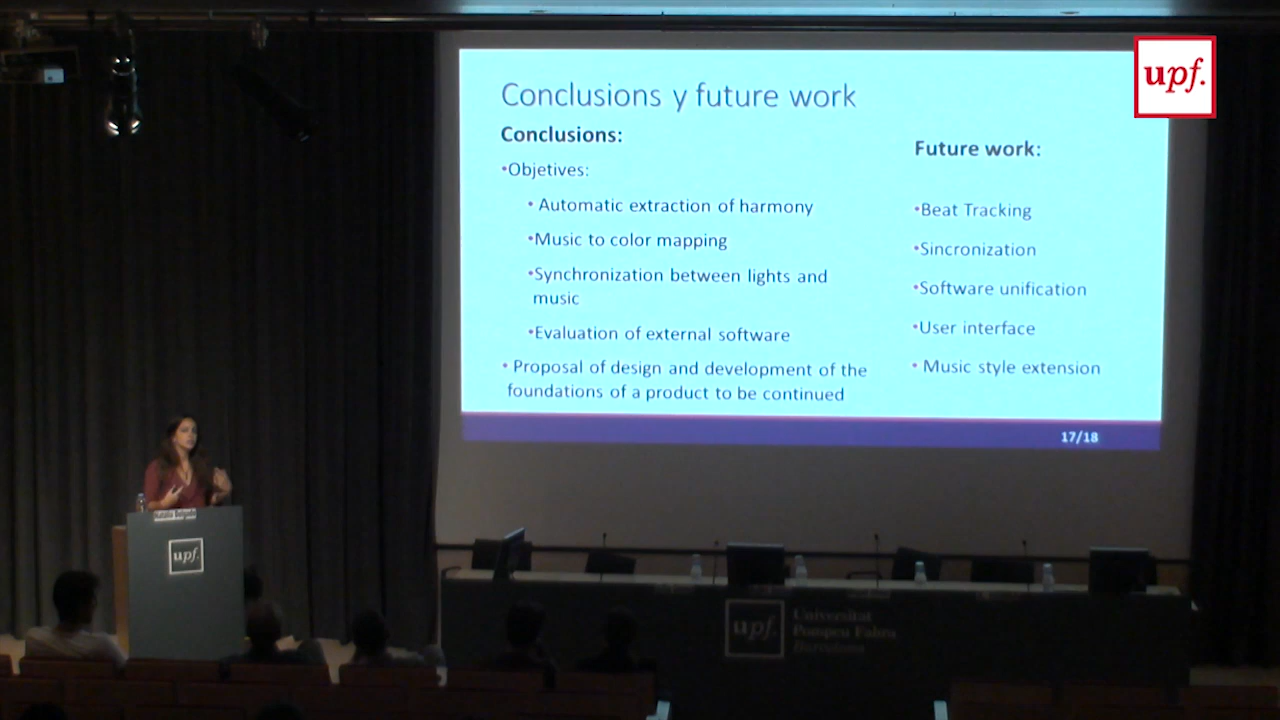 Conclusions y future work
Conclusions:
•Objetives:
• Automatic extraction of harmony
•Music to color mapping
•Synchronization between lights and
music
•Evaluation of external software
• Proposal of design and development of the
foundations of a product to be continued
Future work:
•Beat Tracking
•Sincronization
•Software unification
•User interface
• Music style extension
17/18
upf.
upf.
upf.
Universitat
Pompeu Fabra
Barcelona